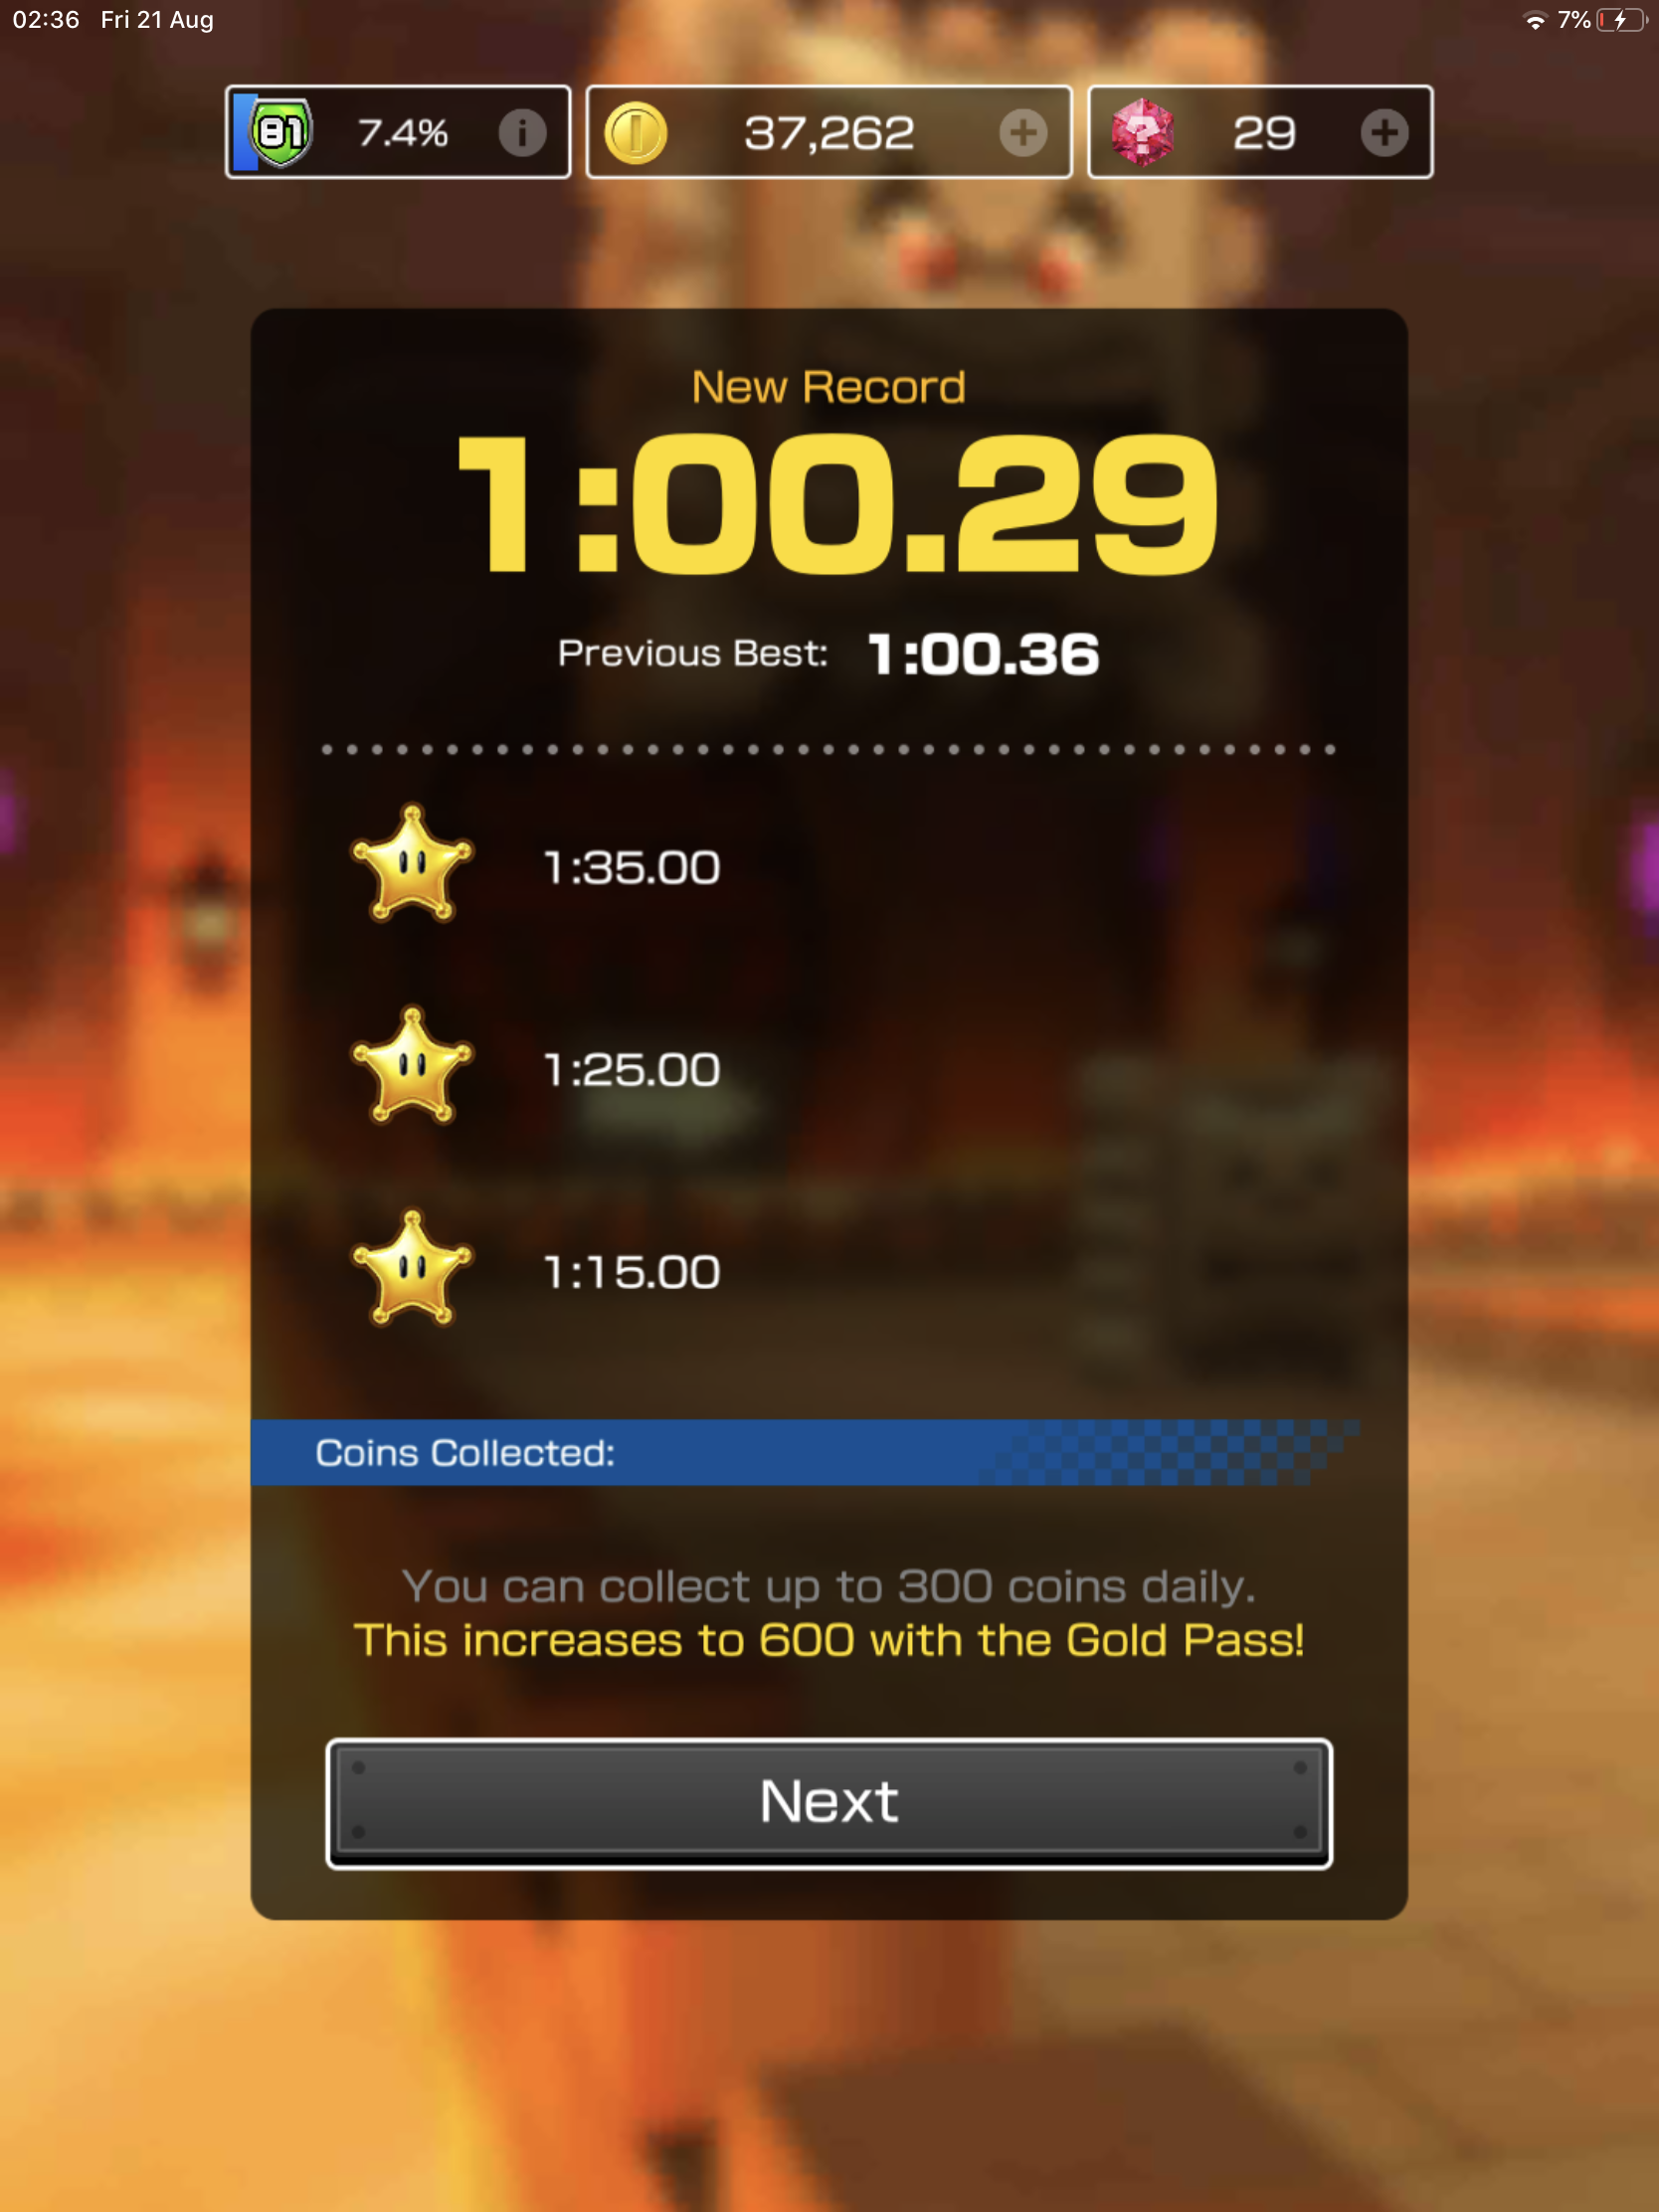 02:36 Fri 21 Aug 7%
81 7.4% i 37,262 + ? 29 +
New Record
1:00.29
Previous Best: 1:00.36
1:35.00
1:25.00
1:15.00
Coins Collected:
You can collect up to 300 coins daily.
This increases to 600 with the Gold Pass!
Next